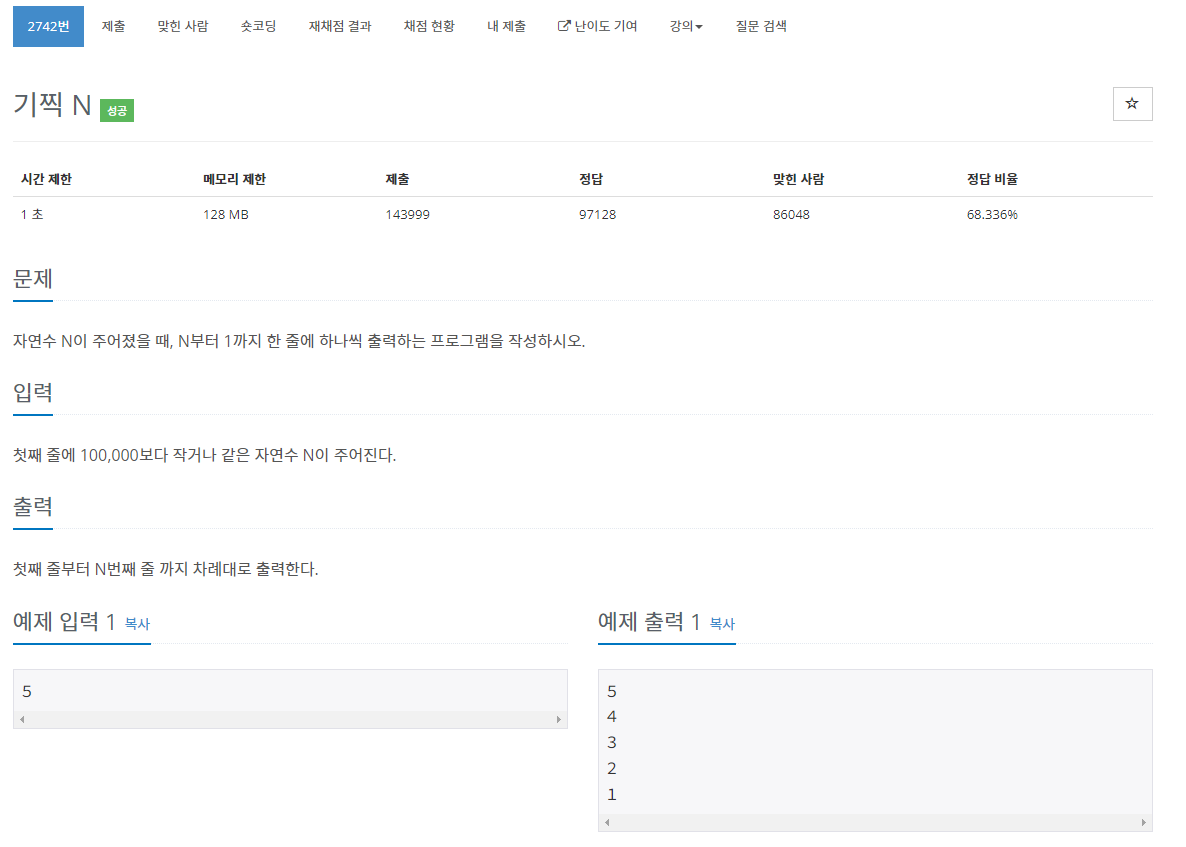 2742번 제출 맞힌 사람 숏코딩 재채점 결과 채점 현황 내 제출 난이도 기여 강의 질문 검색
기찍 N 성공
시간 제한 메모리 제한 제출 정답 맞힌 사람 정답 비율
1 초 128 MB 143999 97128 86048 68.336%
문제
자연수 N이 주어졌을 때, N부터 1까지 한 줄에 하나씩 출력하는 프로그램을 작성하시오.
입력
첫째 줄에 100,000보다 작거나 같은 자연수 N이 주어진다.
출력
첫째 줄부터 N번째 줄 까지 차례대로 출력한다.
예제 입력 1 복사
5
예제 출력 1 복사
5
4
3
2
1